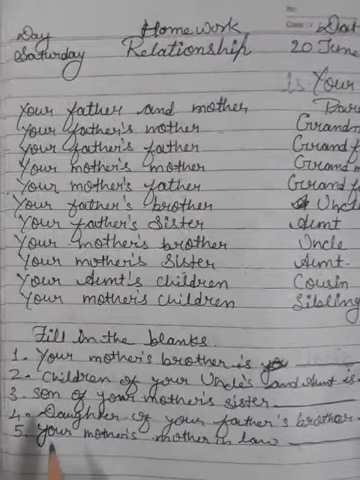 Day Homework Dat
Saturday Relationship 20 June
is Your
Your father and mother Pare
Your father's mother Grandm
Your father's father Grand f
Your mother's mother Grand m
Your mother's father Grand f
Your father's brother Uncle
Your father's Sister Aunt
Your mother's brother Uncle
Your mother's Sister Aunt.
Your Aunt's children Cousin
Your mother's children Sibling
Fill in the blanks
1. Your mother's brother is
2. Children of your Uncle's and Aunt is
3. son of your mother's sister
4. Daughter of your father's brother
5. Your mother's mother in law